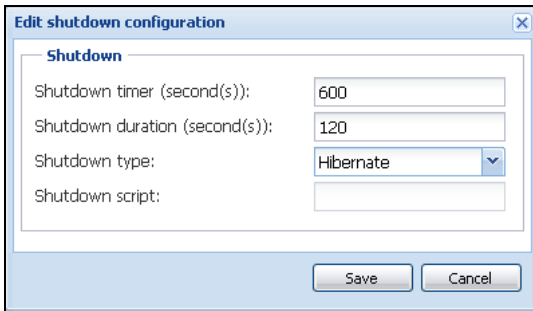 Edit shutdown configuration
Shutdown
Shutdown timer (second(s)): 600
Shutdown duration (second(s)): 120
Shutdown type: Hibernate
Shutdown script:
Save Cancel